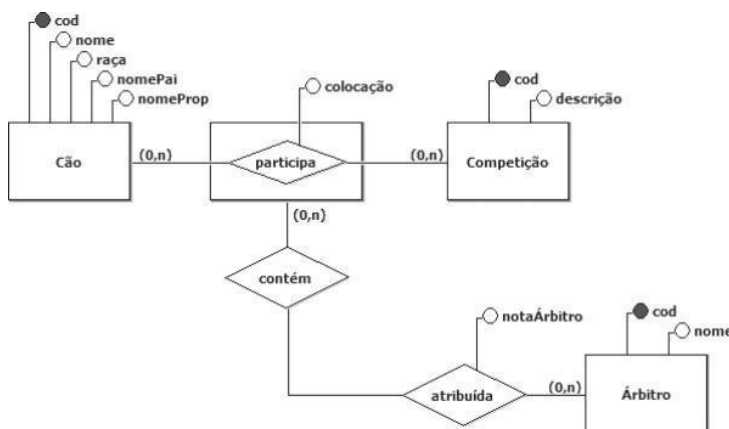 cod
nome
raça
nomePai
nomeProp
colocação
cod
descrição
Cão
(0,n)
participa
(0,n)
Competição
(0,n)
contém
notaÁrbitro
cod
nome
atribuída
(0,n)
Árbitro